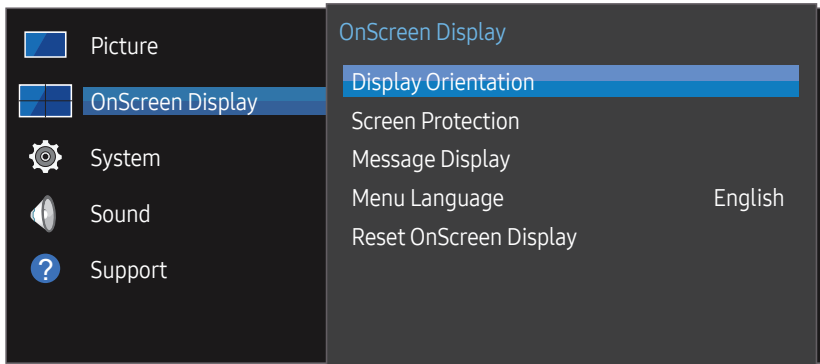 Picture
OnScreen Display
System
Sound
?
Support
OnScreen Display
Display Orientation
Screen Protection
Message Display
Menu Language English
Reset OnScreen Display